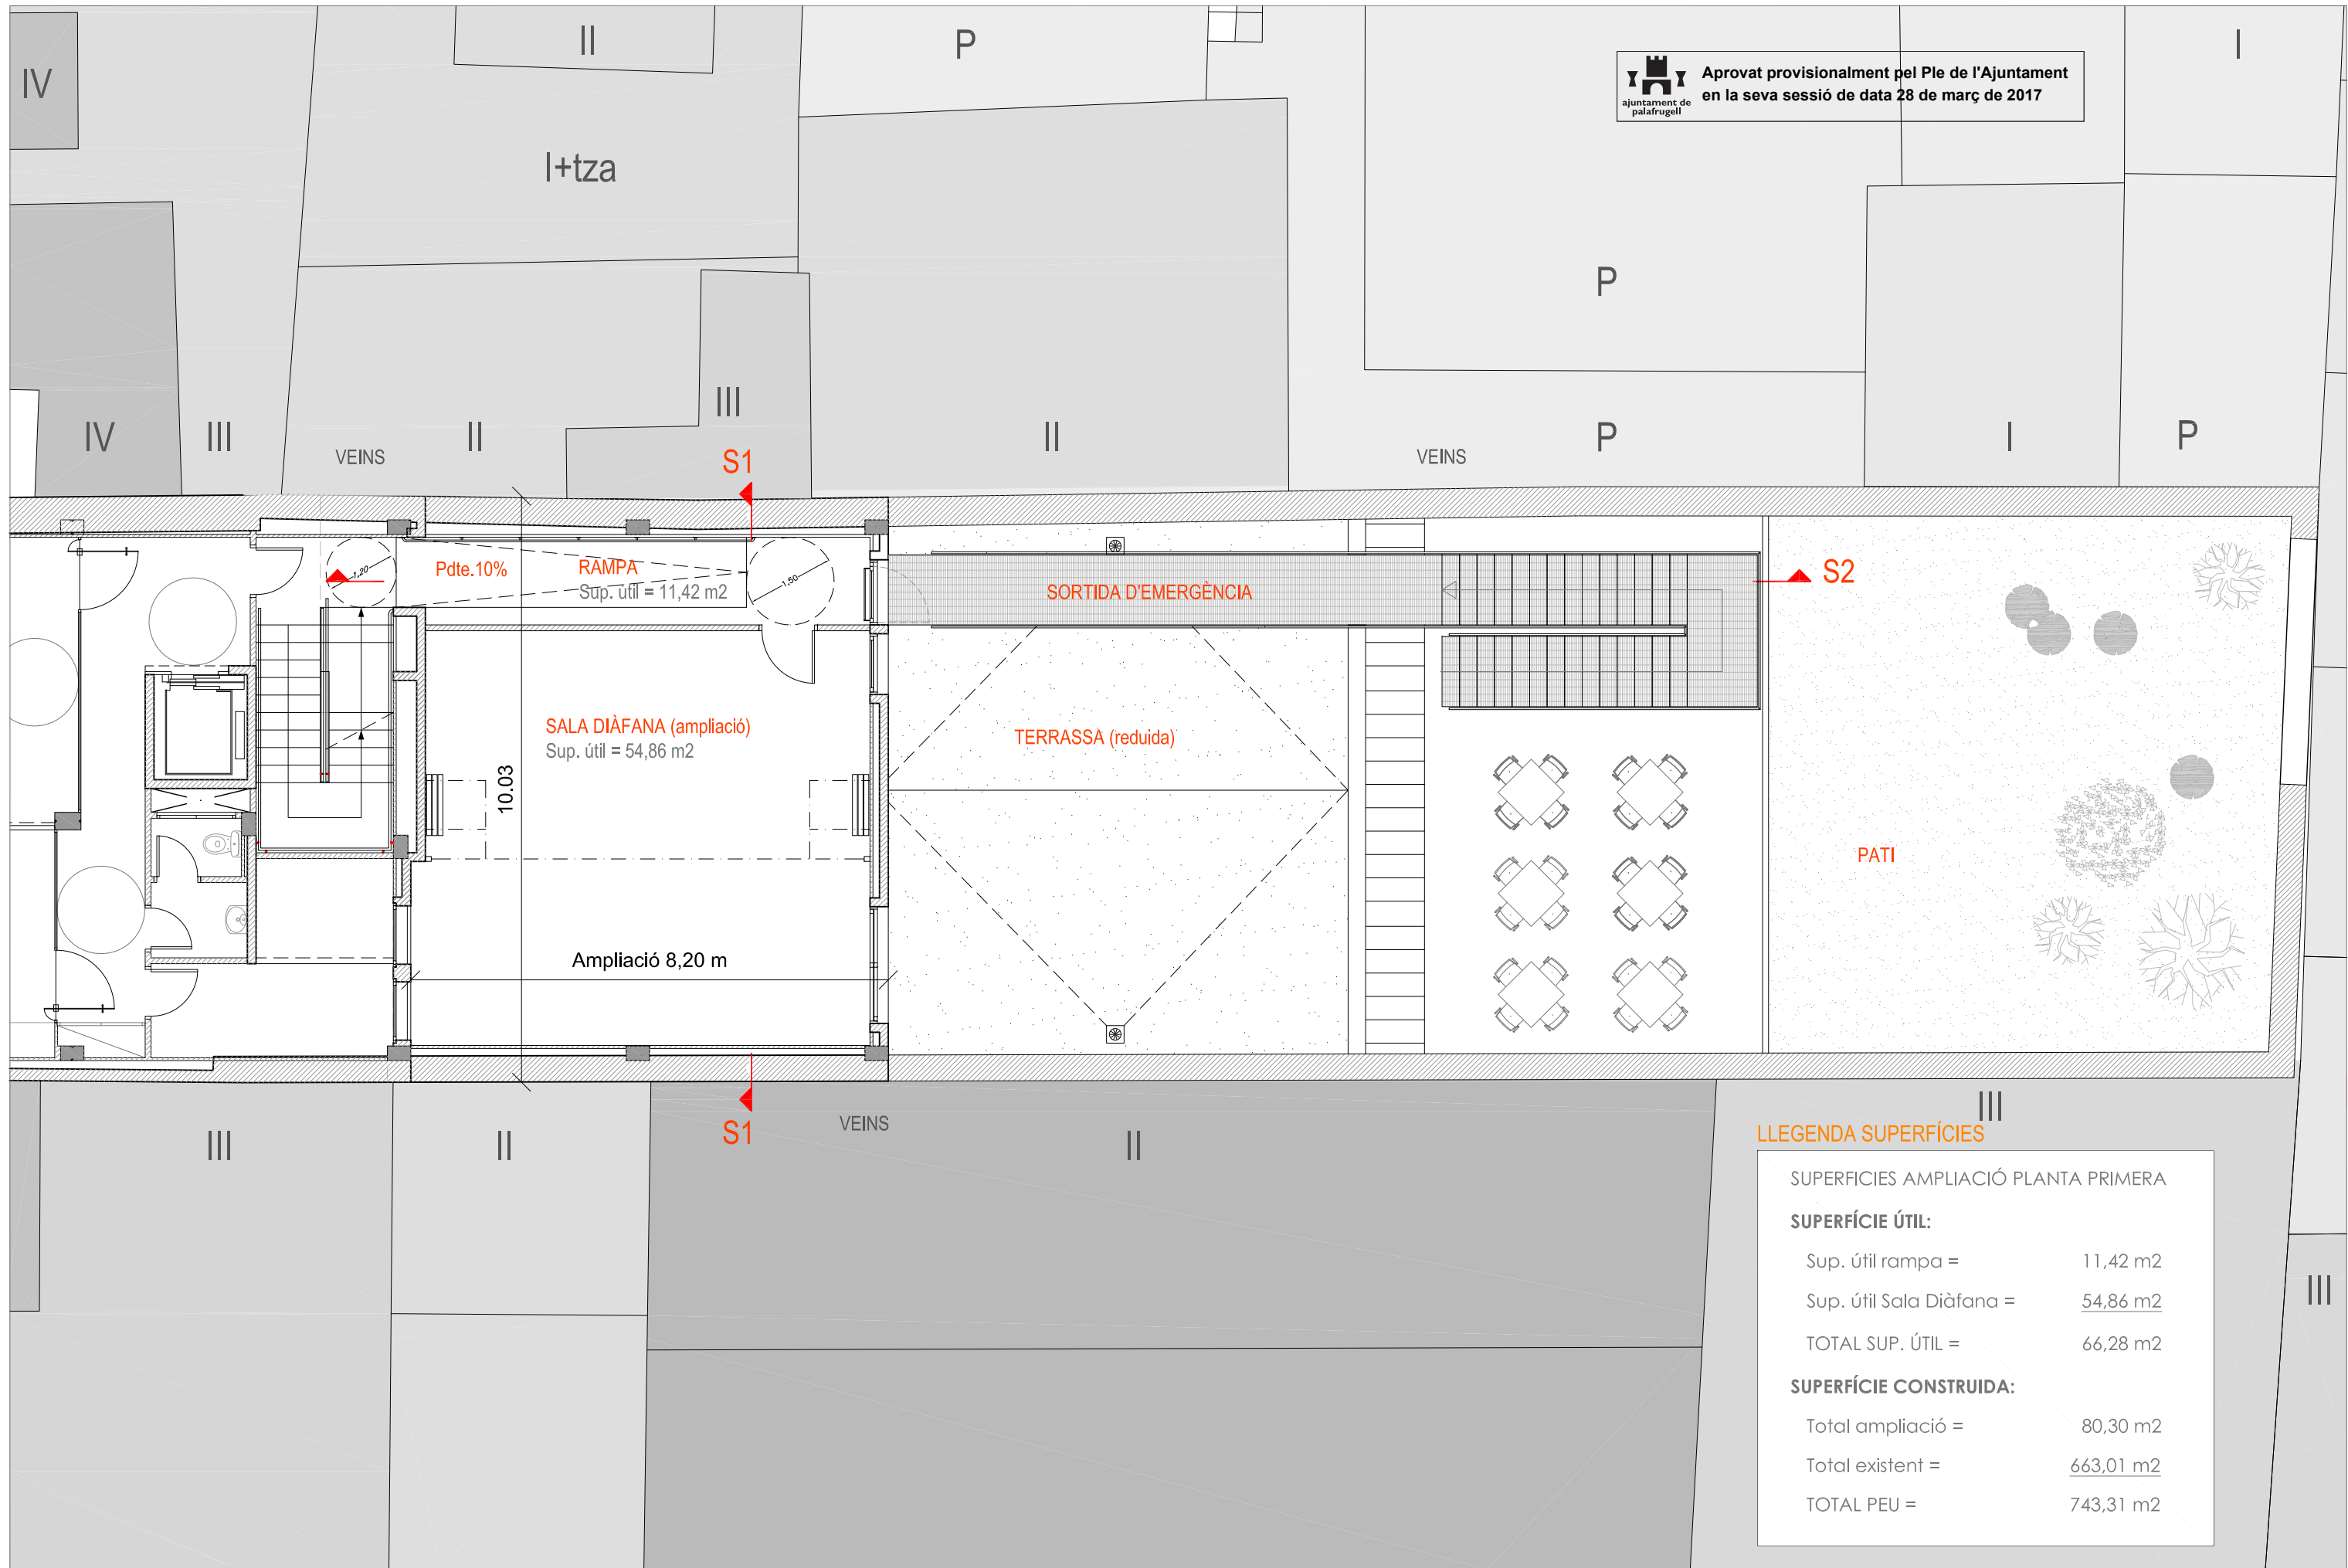 II
P
I
IV
ajuntament de
palafrugell
Aprovat provisionalment pel Ple de l'Ajuntament
en la seva sessió de data 28 de març de 2017
I+tza
P
III
IV
III
II
II
P
I
P
VEINS
VEINS
S1
Pdte.10%
RAMPA
Sup. útil = 11,42 m2
1,20
1,50
SORTIDA D'EMERGÈNCIA
S2
SALA DIÀFANA (ampliació)
Sup. útil = 54,86 m2
TERRASSA (reduida)
10.03
PATI
Ampliació 8,20 m
S1
VEINS
III
II
II
III
III
LLEGENDA SUPERFÍCIES
SUPERFICIES AMPLIACIÓ PLANTA PRIMERA
SUPERFÍCIE ÚTIL:
Sup. útil rampa = 11,42 m2
Sup. útil Sala Diàfana = 54,86 m2
TOTAL SUP. ÚTIL = 66,28 m2
SUPERFÍCIE CONSTRUIDA:
Total ampliació = 80,30 m2
Total existent = 663,01 m2
TOTAL PEU = 743,31 m2